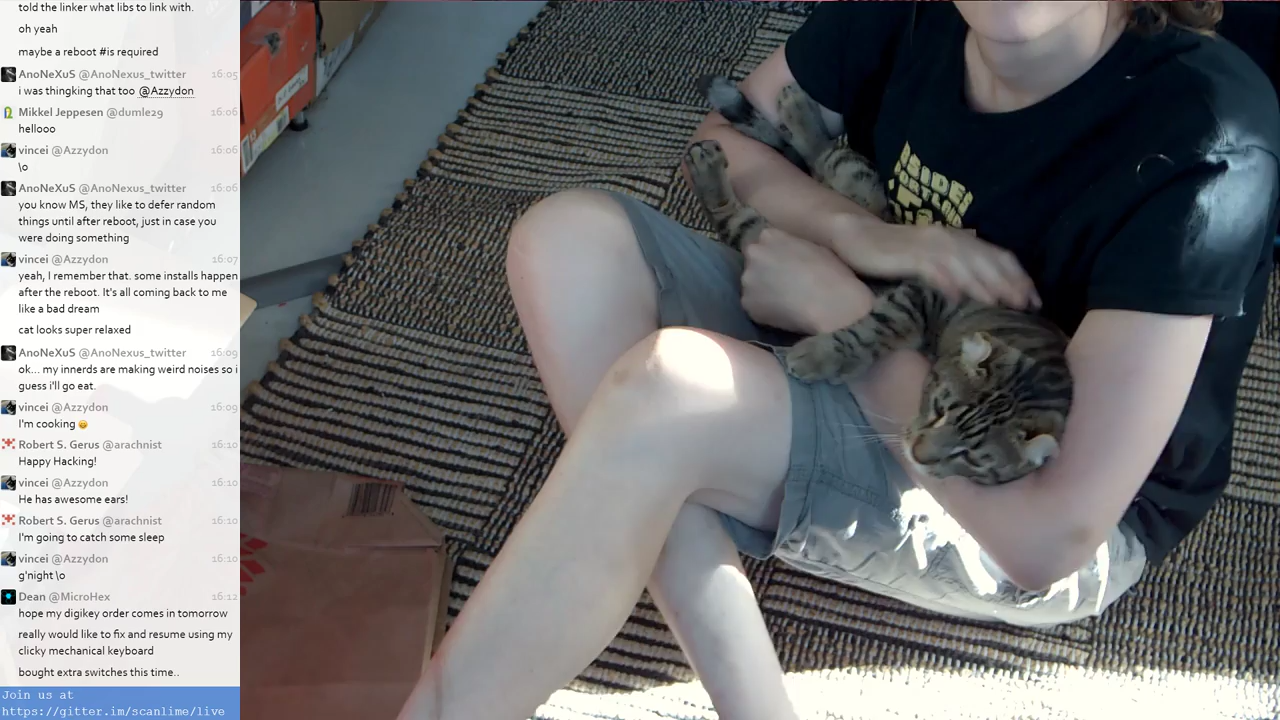 told the linker what libs to link with.
oh yeah
maybe a reboot #is required
AnoNeXuS @AnoNexus_twitter 16:05
i was thingking that too @Azzydon
Mikkel Jeppesen @dumle29 16:06
hellooo
vincei @Azzydon 16:06
\o
AnoNeXuS @AnoNexus_twitter 16:06
you know MS, they like to defer random
things until after reboot, just in case you
were doing something
vincei @Azzydon 16:07
yeah, I remember that. some installs happen
after the reboot. It's all coming back to me
like a bad dream
cat looks super relaxed
AnoNeXuS @AnoNexus_twitter 16:09
ok... my innerds are making weird noises so i
guess i'll go eat.
vincei @Azzydon 16:09
I'm cooking 😀
Robert S. Gerus @arachnist 16:10
Happy Hacking!
vincei @Azzydon 16:10
He has awesome ears!
Robert S. Gerus @arachnist 16:10
I'm going to catch some sleep
vincei @Azzydon 16:10
g'night \o
Dean @MicroHex 16:12
hope my digikey order comes in tomorrow
really would like to fix and resume using my
clicky mechanical keyboard
bought extra switches this time..
Join us at
https://gitter.im/scanlime/live